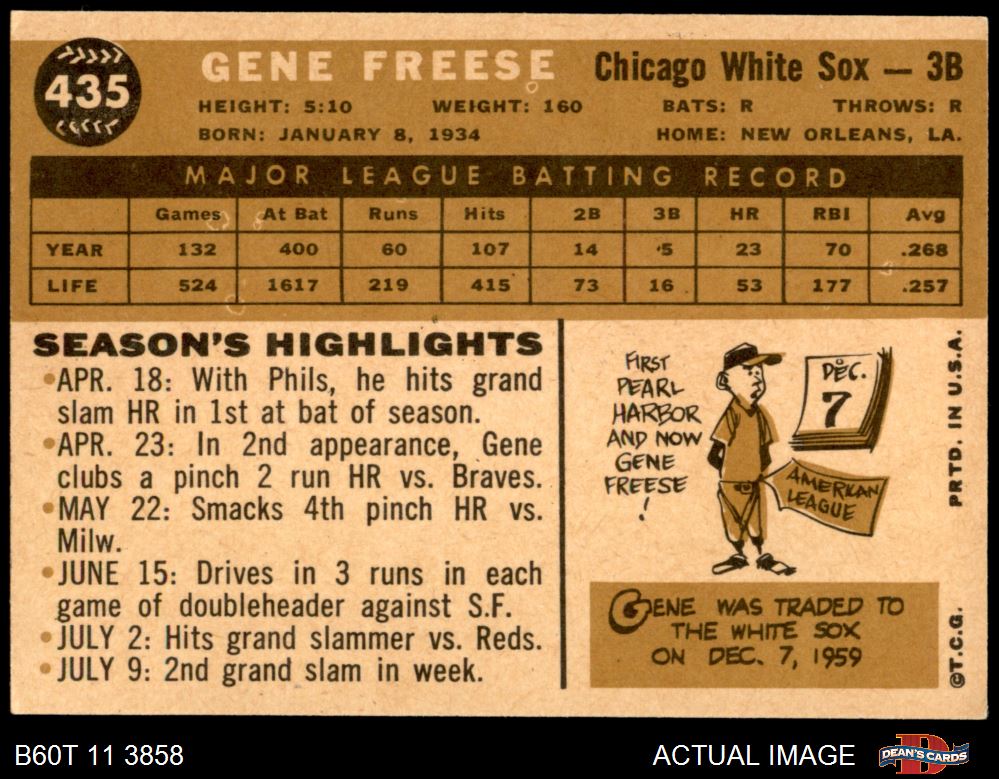 435
GENE FREESE Chicago White Sox — 3B
HEIGHT: 5:10 WEIGHT: 160 BATS: R THROWS: R
BORN: JANUARY 8, 1934 HOME: NEW ORLEANS, LA.
MAJOR LEAGUE BATTING RECORD
Games At Bat Runs Hits 2B 3B HR RBI Avg
YEAR 132 400 60 107 14 5 23 70 .268
LIFE 524 1617 219 415 73 16 53 177 .257
SEASON'S HIGHLIGHTS
•APR. 18: With Phils, he hits grand
slam HR in 1st at bat of season.
•APR. 23: In 2nd appearance, Gene
clubs a pinch 2 run HR vs. Braves.
•MAY 22: Smacks 4th pinch HR vs.
Milw.
•JUNE 15: Drives in 3 runs in each
game of doubleheader against S.F.
•JULY 2: Hits grand slammer vs. Reds.
•JULY 9: 2nd grand slam in week.
FIRST
PEARL
HARBOR
AND NOW
GENE
FREESE
!
DEC.
7
AMERICAN
LEAGUE
GENE WAS TRADED TO
THE WHITE SOX
ON DEC. 7, 1959
©T.C.G. PRTD. IN U.S.A.
B60T 11 3858 ACTUAL IMAGE
D
DEAN'S CARDS